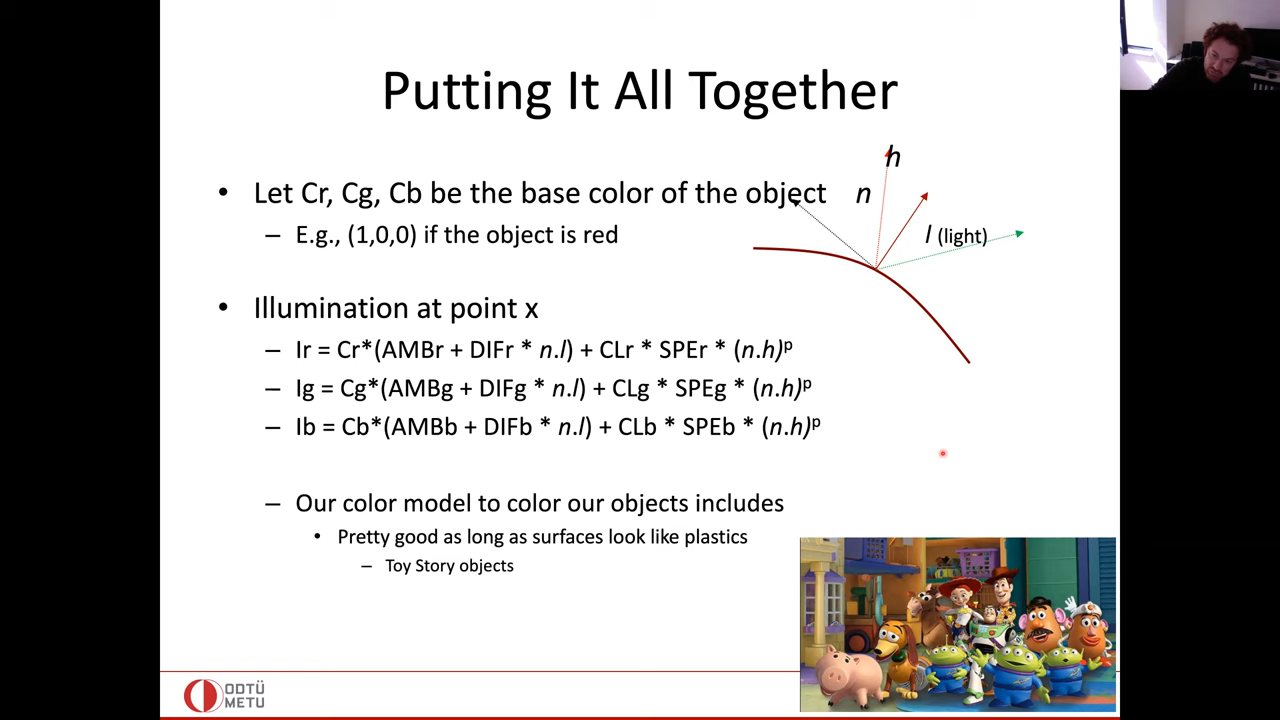 Putting It All Together
• Let Cr, Cg, Cb be the base color of the object
– E.g., (1,0,0) if the object is red
h
n
l (light)
• Illumination at point x
– Ir = Cr*(AMBr + DIFr * n.l) + CLr * SPEr * (n.h)ᵖ
– Ig = Cg*(AMBg + DIFg * n.l) + CLg * SPEg * (n.h)ᵖ
– Ib = Cb*(AMBb + DIFb * n.l) + CLb * SPEb * (n.h)ᵖ
– Our color model to color our objects includes
• Pretty good as long as surfaces look like plastics
– Toy Story objects
ODTÜ
METU